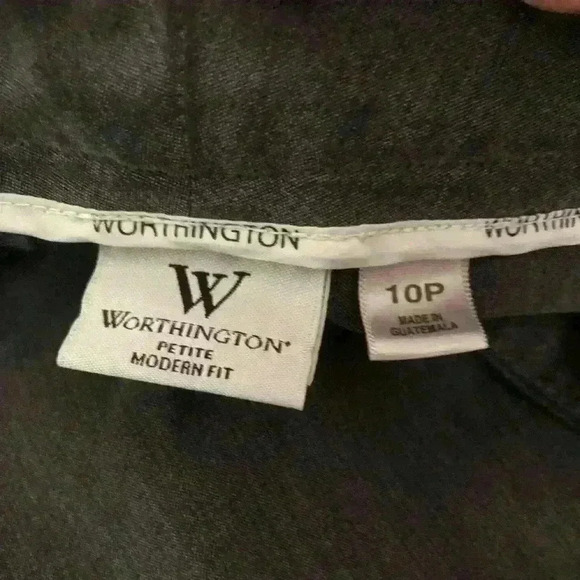 WORTHINGTON WORTHIN
W
WORTHINGTON®
PETITE
MODERN FIT
10P
MADE IN
GUATEMALA